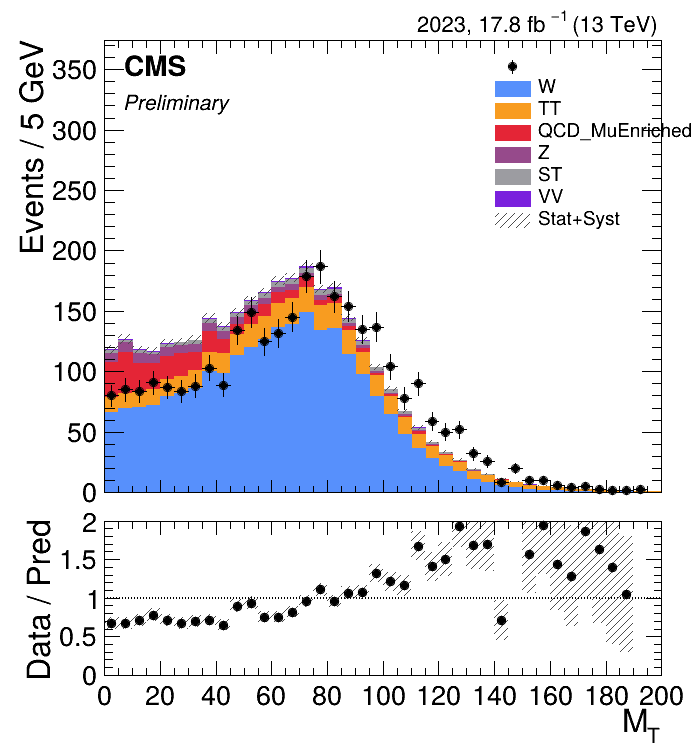 2023, 17.8 fb⁻¹ (13 TeV)
CMS
Preliminary
W
TT
QCD_MuEnriched
Z
ST
VV
Stat+Syst
Events / 5 GeV
350
300
250
200
150
100
50
0
Data / Pred
2
1.5
1
0.5
0
0 20 40 60 80 100 120 140 160 180 200
M_T